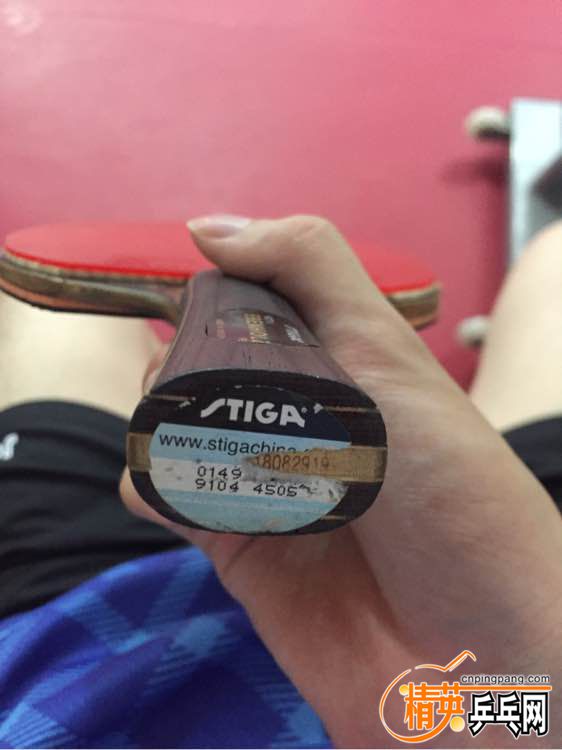 STIGA
www.stigachina.
18082919
0149
9104 4505
cnpingpang.com
精英乒乓网